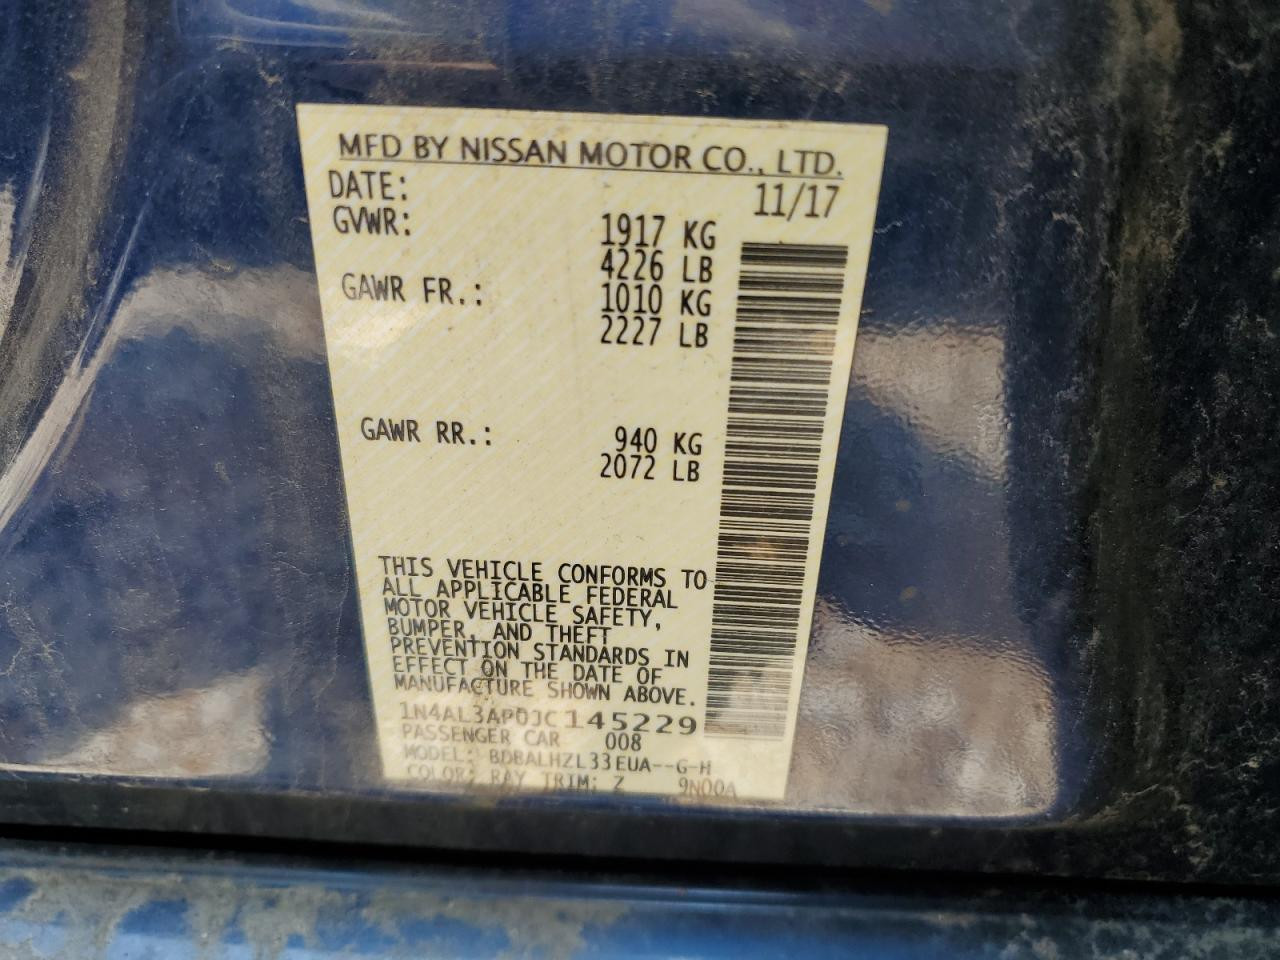 MFD BY NISSAN MOTOR CO., LTD.
DATE: 11/17
GVWR: 1917 KG
4226 LB
GAWR FR.: 1010 KG
2227 LB
GAWR RR.: 940 KG
2072 LB
THIS VEHICLE CONFORMS TO
ALL APPLICABLE FEDERAL
MOTOR VEHICLE SAFETY,
BUMPER, AND THEFT
PREVENTION STANDARDS IN
EFFECT ON THE DATE OF
MANUFACTURE SHOWN ABOVE.
1N4AL3AP0JC145229
PASSENGER CAR 008
MODEL: BDBALHZL33EUA--G-H
COLOR: RAY TRIM: Z 9N00A